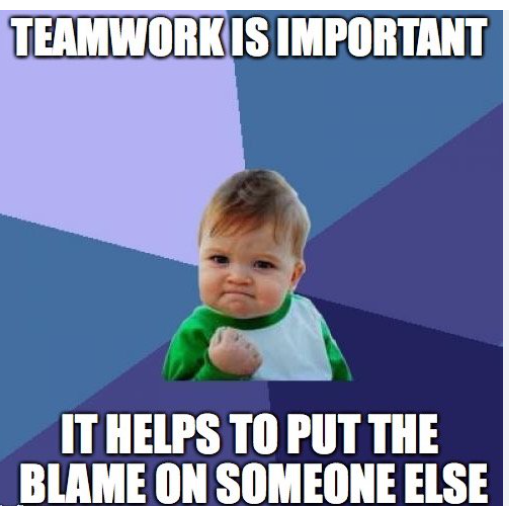 TEAMWORK IS IMPORTANT
IT HELPS TO PUT THE
BLAME ON SOMEONE ELSE